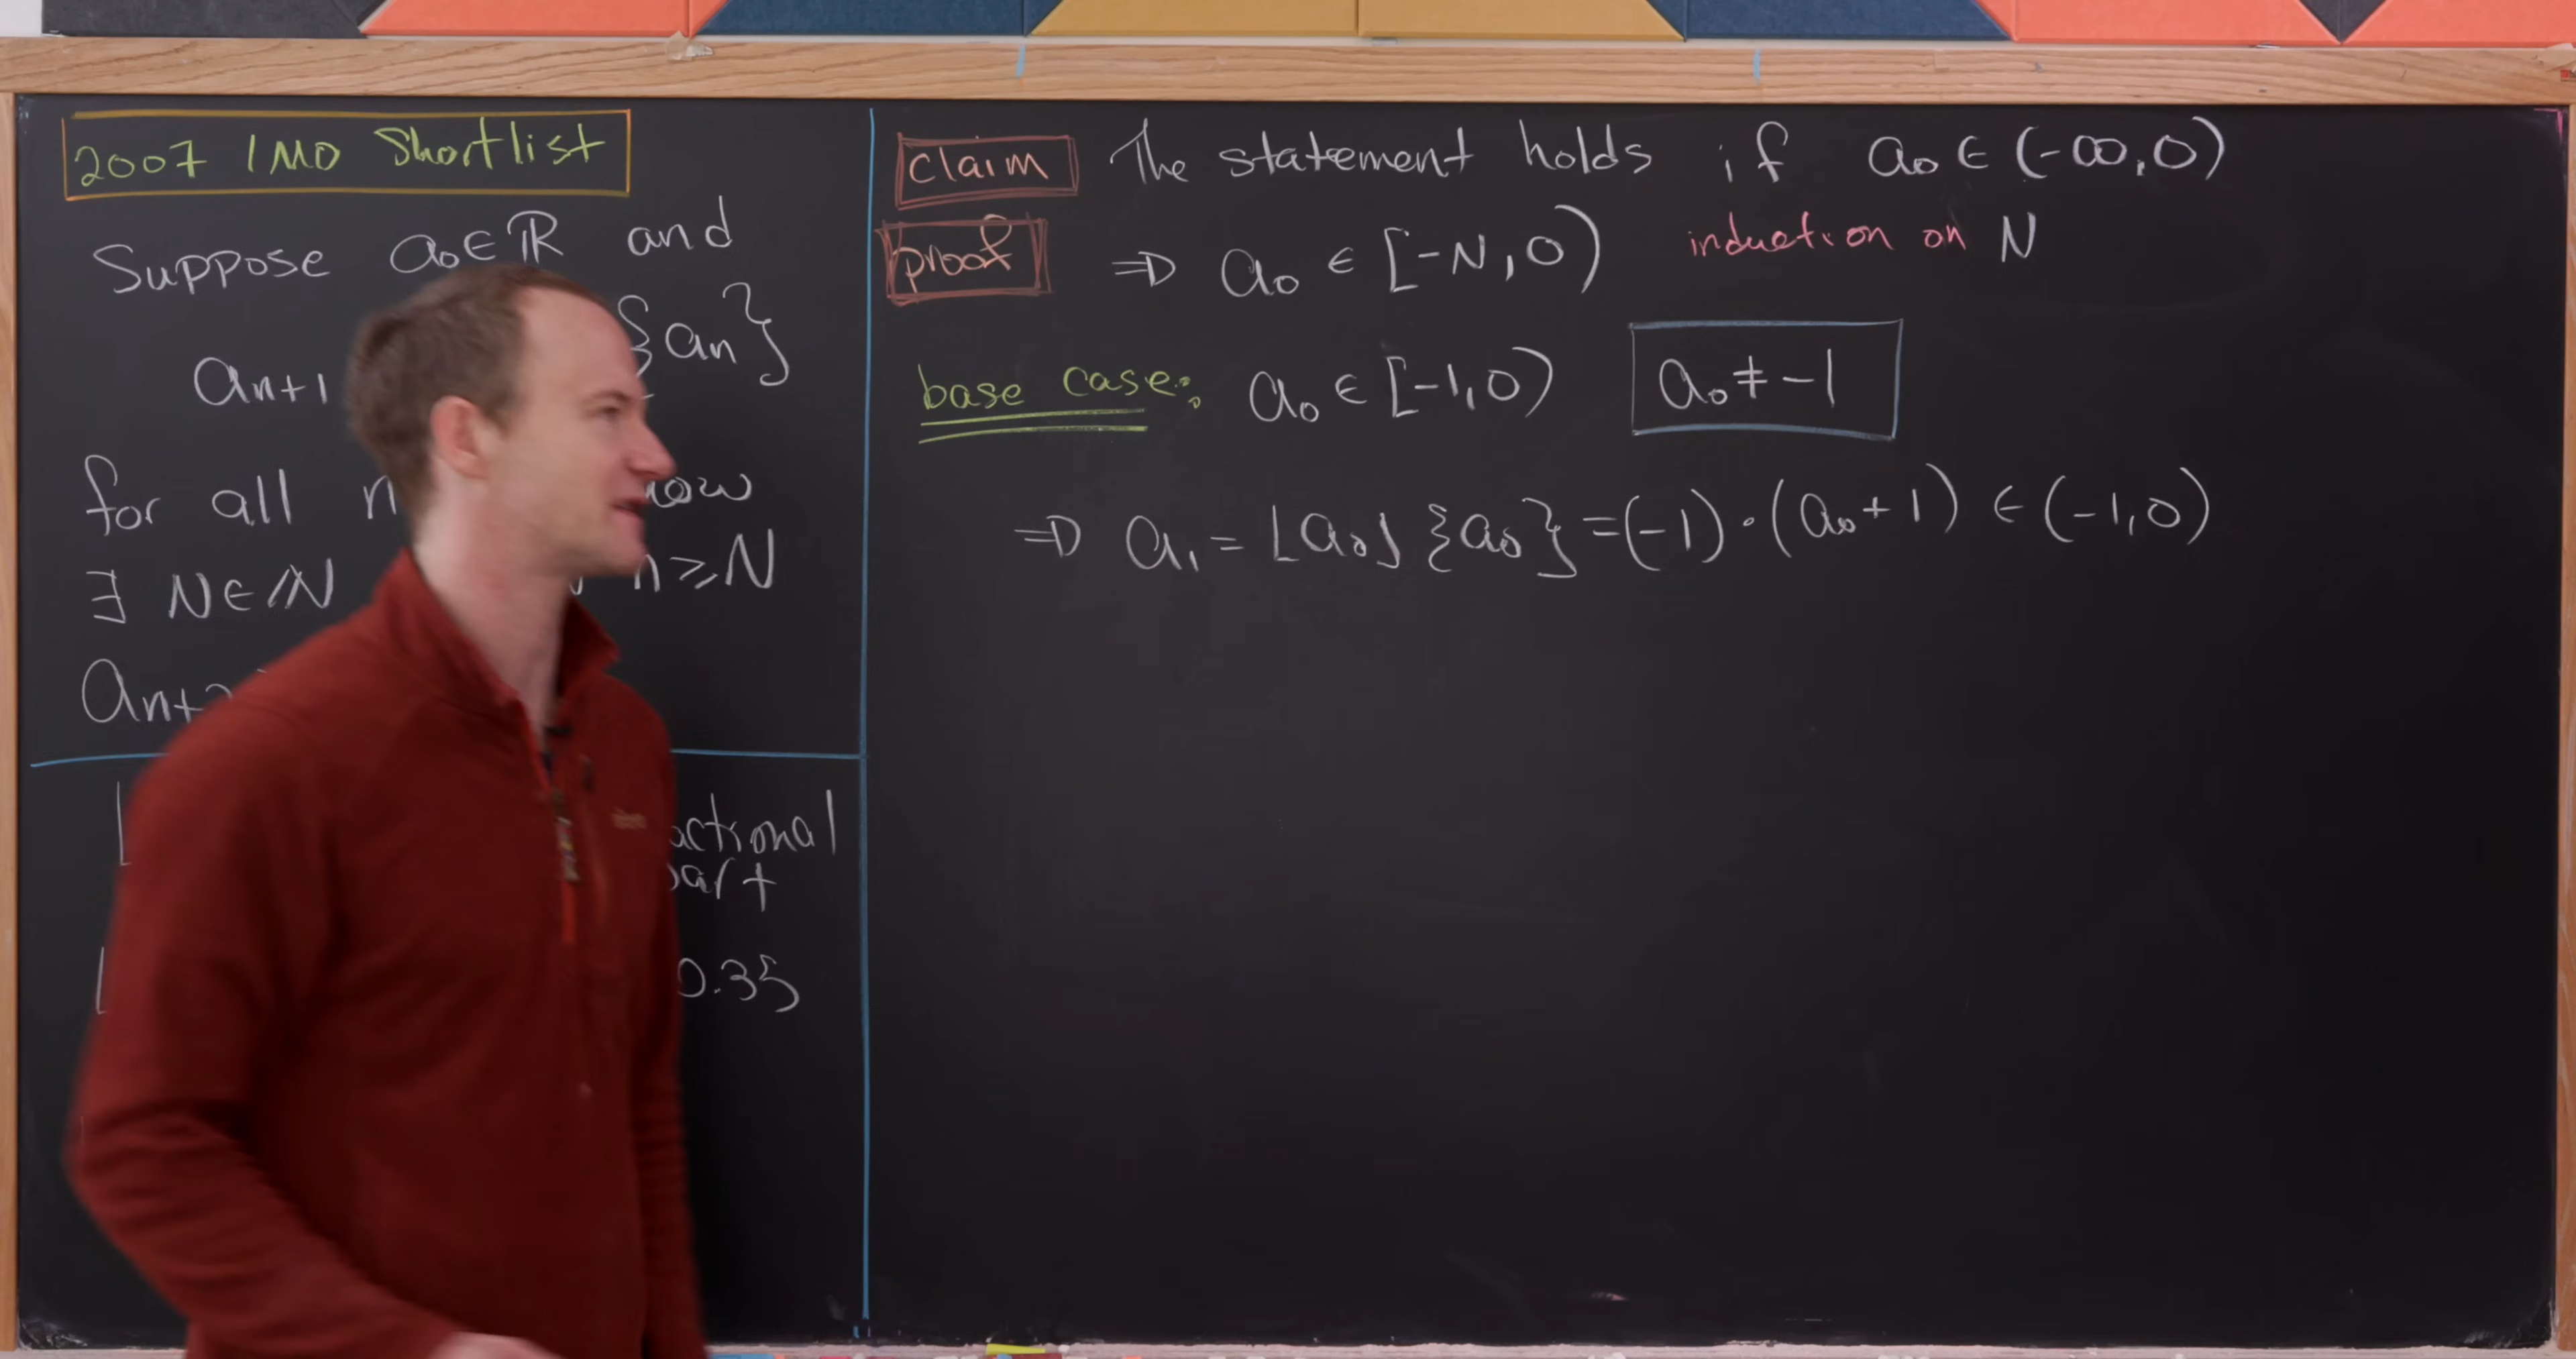 2007 IMO Shortlist
Suppose a₀∈ℝ and
aₙ₊₁ {aₙ}
for all n
∃ N∈ℕ n≥N
aₙ₊
actional
part
0.35
claim The statement holds if a₀ ∈ (-∞,0)
proof ⇒ a₀ ∈ [-N,0) induction on N
base case: a₀ ∈ [-1,0) a₀ ≠ -1
⇒ a₁ = ⌊a₀⌋{a₀} = (-1)·(a₀+1) ∈ (-1,0)